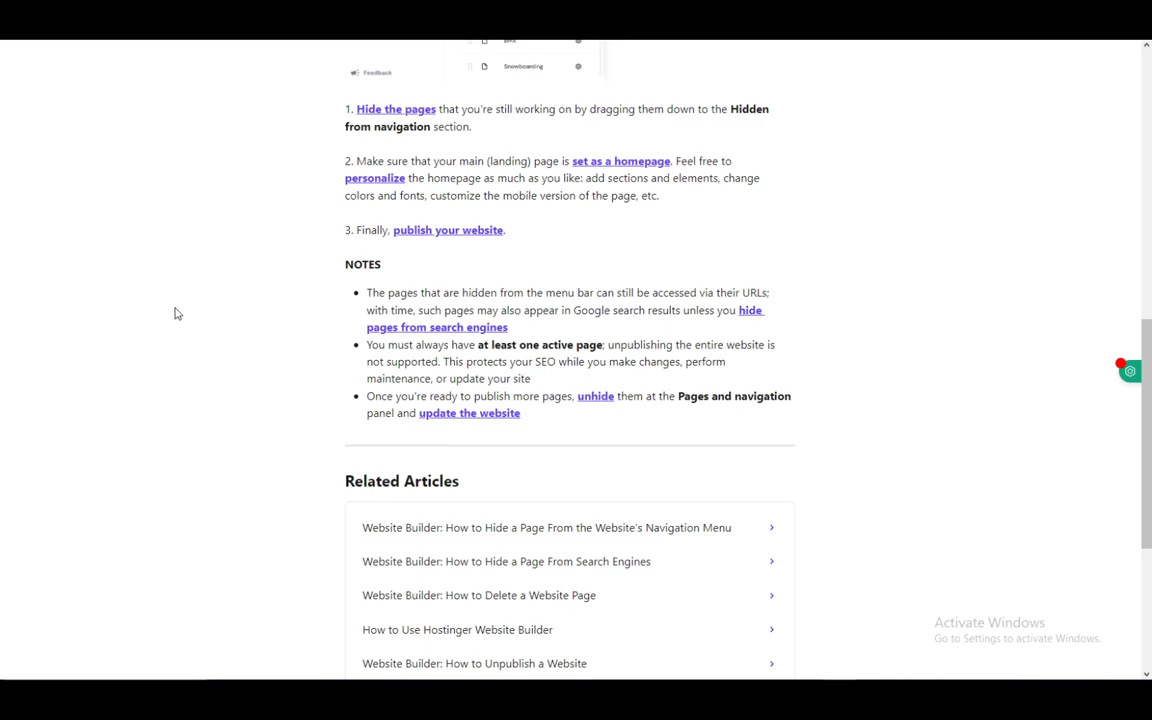 Snowboarding
Feedback
1. Hide the pages that you're still working on by dragging them down to the Hidden
from navigation section.
2. Make sure that your main (landing) page is set as a homepage. Feel free to
personalize the homepage as much as you like: add sections and elements, change
colors and fonts, customize the mobile version of the page, etc.
3. Finally, publish your website.
NOTES
• The pages that are hidden from the menu bar can still be accessed via their URLs;
with time, such pages may also appear in Google search results unless you hide
pages from search engines
• You must always have at least one active page; unpublishing the entire website is
not supported. This protects your SEO while you make changes, perform
maintenance, or update your site
• Once you're ready to publish more pages, unhide them at the Pages and navigation
panel and update the website
Related Articles
Website Builder: How to Hide a Page From the Website's Navigation Menu
Website Builder: How to Hide a Page From Search Engines
Website Builder: How to Delete a Website Page
How to Use Hostinger Website Builder
Website Builder: How to Unpublish a Website
Activate Windows
Go to Settings to activate Windows.